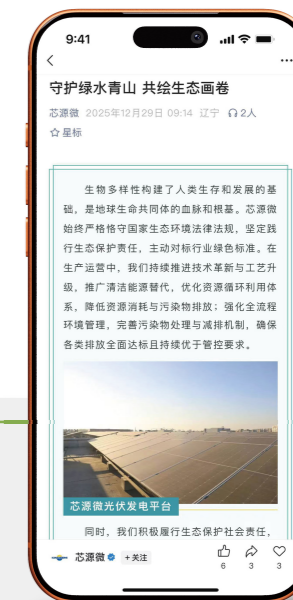 9:41
守护绿水青山 共绘生态画卷
芯源微 2025年12月29日 09:14 辽宁 2人
星标
生物多样性构建了人类生存和发展的基
础，是地球生命共同体的血脉和根基。芯源微
始终严格恪守国家生态环境法律法规，坚定践
行生态保护责任，主动对标行业绿色标准。在
生产运营中，我们持续推进技术革新与工艺升
级，推广清洁能源替代，优化资源循环利用体
系，降低资源消耗与污染物排放；强化全流程
环境管理，完善污染物处理与减排机制，确保
各类排放全面达标且持续优于管控要求。
芯源微光伏发电平台
同时，我们积极履行生态保护社会责任，
芯源微 +关注
6 3 3